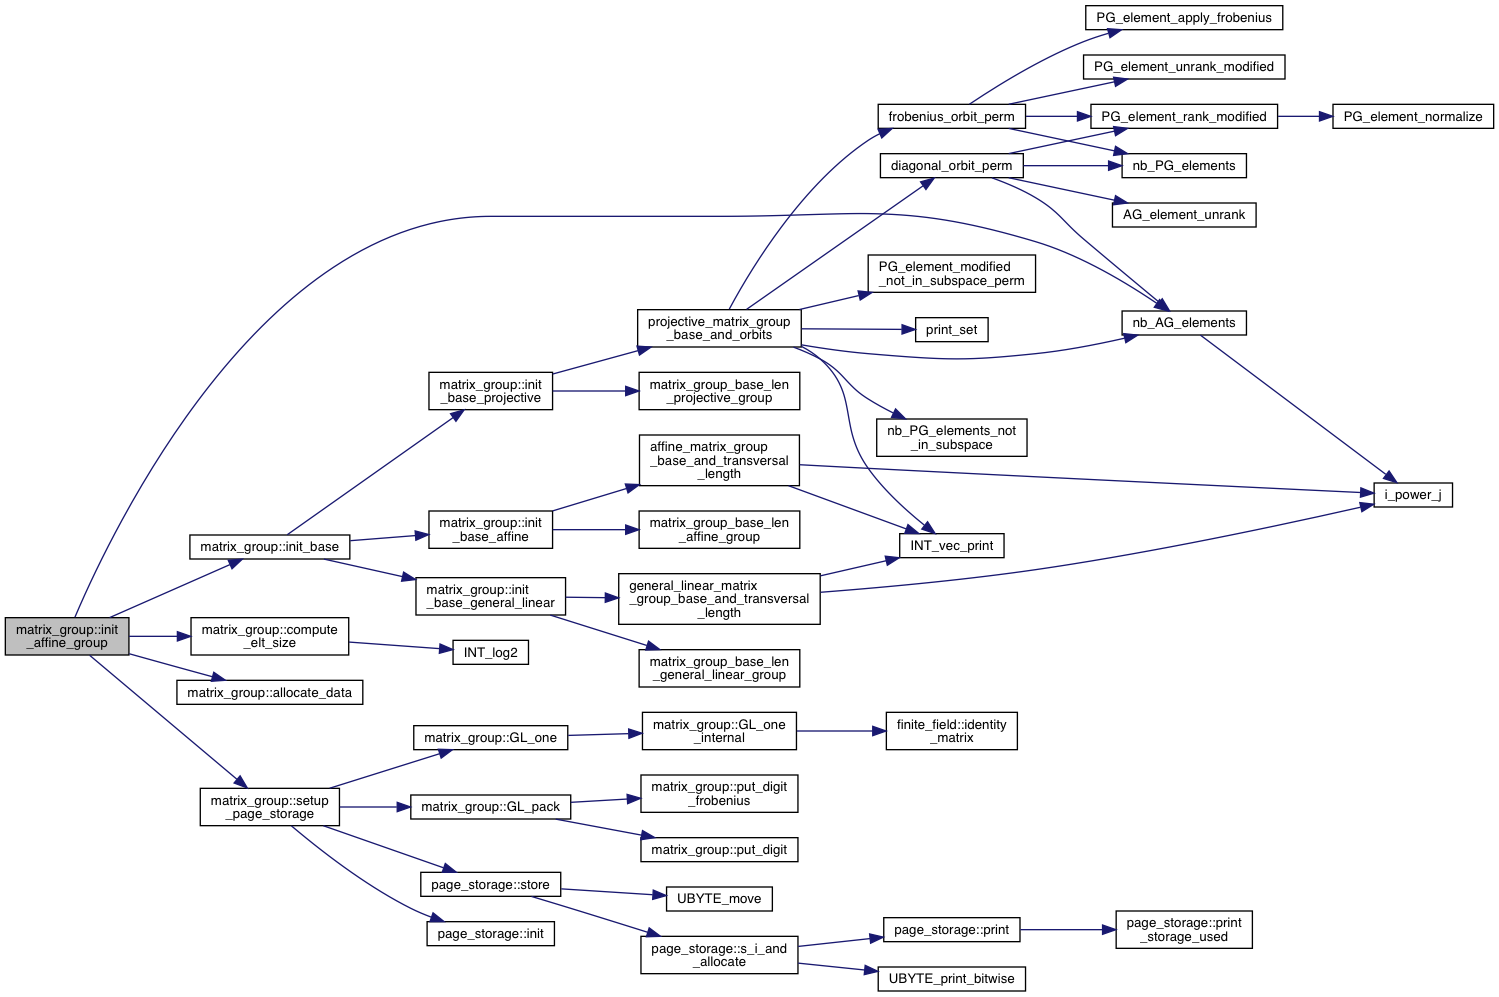 PG_element_apply_frobenius
PG_element_unrank_modified
frobenius_orbit_perm
PG_element_rank_modified
PG_element_normalize
diagonal_orbit_perm
nb_PG_elements
AG_element_unrank
PG_element_modified
_not_in_subspace_perm
projective_matrix_group
_base_and_orbits
print_set
nb_AG_elements
matrix_group::init
_base_projective
matrix_group_base_len
_projective_group
nb_PG_elements_not
_in_subspace
affine_matrix_group
_base_and_transversal
_length
i_power_j
matrix_group::init
_base_affine
matrix_group_base_len
_affine_group
matrix_group::init_base
INT_vec_print
matrix_group::init
_base_general_linear
general_linear_matrix
_group_base_and_transversal
_length
matrix_group::init
_affine_group
matrix_group::compute
_elt_size
INT_log2
matrix_group_base_len
_general_linear_group
matrix_group::allocate_data
matrix_group::GL_one
matrix_group::GL_one
_internal
finite_field::identity
_matrix
matrix_group::setup
_page_storage
matrix_group::GL_pack
matrix_group::put_digit
_frobenius
matrix_group::put_digit
page_storage::store
UBYTE_move
page_storage::init
page_storage::s_i_and
_allocate
page_storage::print
page_storage::print
_storage_used
UBYTE_print_bitwise